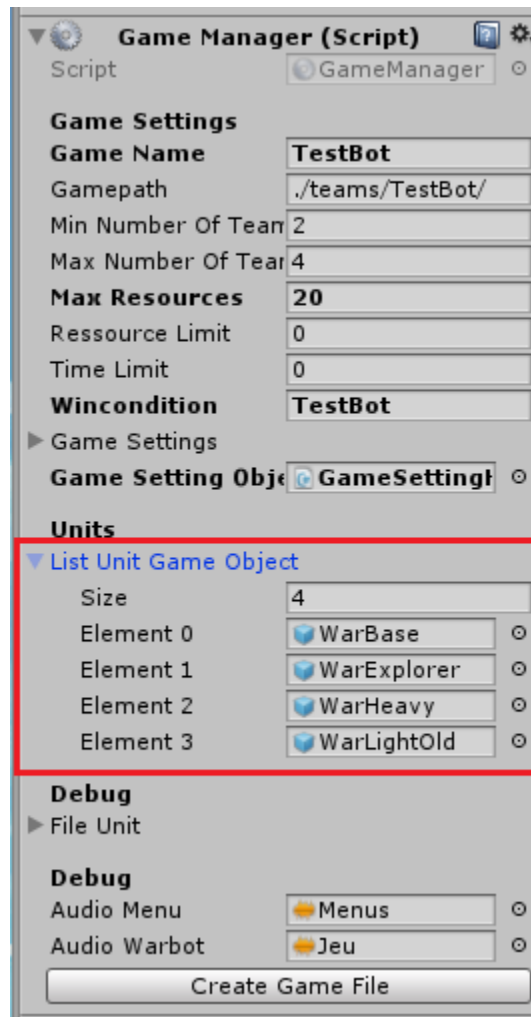 Game Manager (Script)
Script GameManager
Game Settings
Game Name TestBot
Gamepath ./teams/TestBot/
Min Number Of Team 2
Max Number Of Tear 4
Max Resources 20
Ressource Limit 0
Time Limit 0
Wincondition TestBot
Game Settings
Game Setting Obje GameSettingH
Units
List Unit Game Object
Size 4
Element 0 WarBase
Element 1 WarExplorer
Element 2 WarHeavy
Element 3 WarLightOld
Debug
File Unit
Debug
Audio Menu Menus
Audio Warbot Jeu
Create Game File